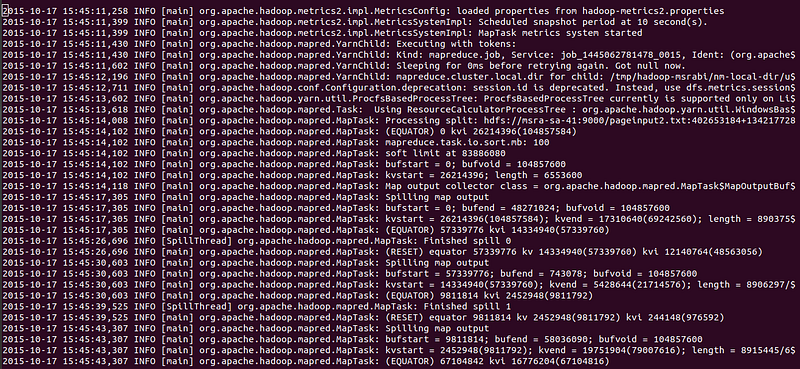 2015-10-17 15:45:11,258 INFO [main] org.apache.hadoop.metrics2.impl.MetricsConfig: loaded properties from hadoop-metrics2.properties
2015-10-17 15:45:11,399 INFO [main] org.apache.hadoop.metrics2.impl.MetricsSystemImpl: Scheduled snapshot period at 10 second(s).
2015-10-17 15:45:11,399 INFO [main] org.apache.hadoop.metrics2.impl.MetricsSystemImpl: MapTask metrics system started
2015-10-17 15:45:11,430 INFO [main] org.apache.hadoop.mapred.YarnChild: Executing with tokens:
2015-10-17 15:45:11,430 INFO [main] org.apache.hadoop.mapred.YarnChild: Kind: mapreduce.job, Service: job_1445062781478_0015, Ident: (org.apache$
2015-10-17 15:45:11,602 INFO [main] org.apache.hadoop.mapred.YarnChild: Sleeping for 0ms before retrying again. Got null now.
2015-10-17 15:45:12,196 INFO [main] org.apache.hadoop.mapred.YarnChild: mapreduce.cluster.local.dir for child: /tmp/hadoop-msrabi/nm-local-dir/u$
2015-10-17 15:45:12,711 INFO [main] org.apache.hadoop.conf.Configuration.deprecation: session.id is deprecated. Instead, use dfs.metrics.session$
2015-10-17 15:45:13,602 INFO [main] org.apache.hadoop.yarn.util.ProcfsBasedProcessTree: ProcfsBasedProcessTree currently is supported only on Li$
2015-10-17 15:45:13,618 INFO [main] org.apache.hadoop.mapred.Task:  Using ResourceCalculatorProcessTree : org.apache.hadoop.yarn.util.WindowsBas$
2015-10-17 15:45:14,008 INFO [main] org.apache.hadoop.mapred.MapTask: Processing split: hdfs://msra-sa-41:9000/pageinput2.txt:402653184+134217728
2015-10-17 15:45:14,102 INFO [main] org.apache.hadoop.mapred.MapTask: (EQUATOR) 0 kvi 26214396(104857584)
2015-10-17 15:45:14,102 INFO [main] org.apache.hadoop.mapred.MapTask: mapreduce.task.io.sort.mb: 100
2015-10-17 15:45:14,102 INFO [main] org.apache.hadoop.mapred.MapTask: soft limit at 83886080
2015-10-17 15:45:14,102 INFO [main] org.apache.hadoop.mapred.MapTask: bufstart = 0; bufvoid = 104857600
2015-10-17 15:45:14,102 INFO [main] org.apache.hadoop.mapred.MapTask: kvstart = 26214396; length = 6553600
2015-10-17 15:45:14,118 INFO [main] org.apache.hadoop.mapred.MapTask: Map output collector class = org.apache.hadoop.mapred.MapTask$MapOutputBuf$
2015-10-17 15:45:17,305 INFO [main] org.apache.hadoop.mapred.MapTask: Spilling map output
2015-10-17 15:45:17,305 INFO [main] org.apache.hadoop.mapred.MapTask: bufstart = 0; bufend = 48271024; bufvoid = 104857600
2015-10-17 15:45:17,305 INFO [main] org.apache.hadoop.mapred.MapTask: kvstart = 26214396(104857584); kvend = 17310640(69242560); length = 890375$
2015-10-17 15:45:17,305 INFO [main] org.apache.hadoop.mapred.MapTask: (EQUATOR) 57339776 kvi 14334940(57339760)
2015-10-17 15:45:26,696 INFO [SpillThread] org.apache.hadoop.mapred.MapTask: Finished spill 0
2015-10-17 15:45:26,696 INFO [main] org.apache.hadoop.mapred.MapTask: (RESET) equator 57339776 kv 14334940(57339760) kvi 12140764(48563056)
2015-10-17 15:45:30,603 INFO [main] org.apache.hadoop.mapred.MapTask: Spilling map output
2015-10-17 15:45:30,603 INFO [main] org.apache.hadoop.mapred.MapTask: bufstart = 57339776; bufend = 743078; bufvoid = 104857600
2015-10-17 15:45:30,603 INFO [main] org.apache.hadoop.mapred.MapTask: kvstart = 14334940(57339760); kvend = 5428644(21714576); length = 8906297/$
2015-10-17 15:45:30,603 INFO [main] org.apache.hadoop.mapred.MapTask: (EQUATOR) 9811814 kvi 2452948(9811792)
2015-10-17 15:45:39,525 INFO [SpillThread] org.apache.hadoop.mapred.MapTask: Finished spill 1
2015-10-17 15:45:39,525 INFO [main] org.apache.hadoop.mapred.MapTask: (RESET) equator 9811814 kv 2452948(9811792) kvi 244148(976592)
2015-10-17 15:45:43,307 INFO [main] org.apache.hadoop.mapred.MapTask: Spilling map output
2015-10-17 15:45:43,307 INFO [main] org.apache.hadoop.mapred.MapTask: bufstart = 9811814; bufend = 58036090; bufvoid = 104857600
2015-10-17 15:45:43,307 INFO [main] org.apache.hadoop.mapred.MapTask: kvstart = 2452948(9811792); kvend = 19751904(79007616); length = 8915445/6$
2015-10-17 15:45:43,307 INFO [main] org.apache.hadoop.mapred.MapTask: (EQUATOR) 67104842 kvi 16776204(67104816)